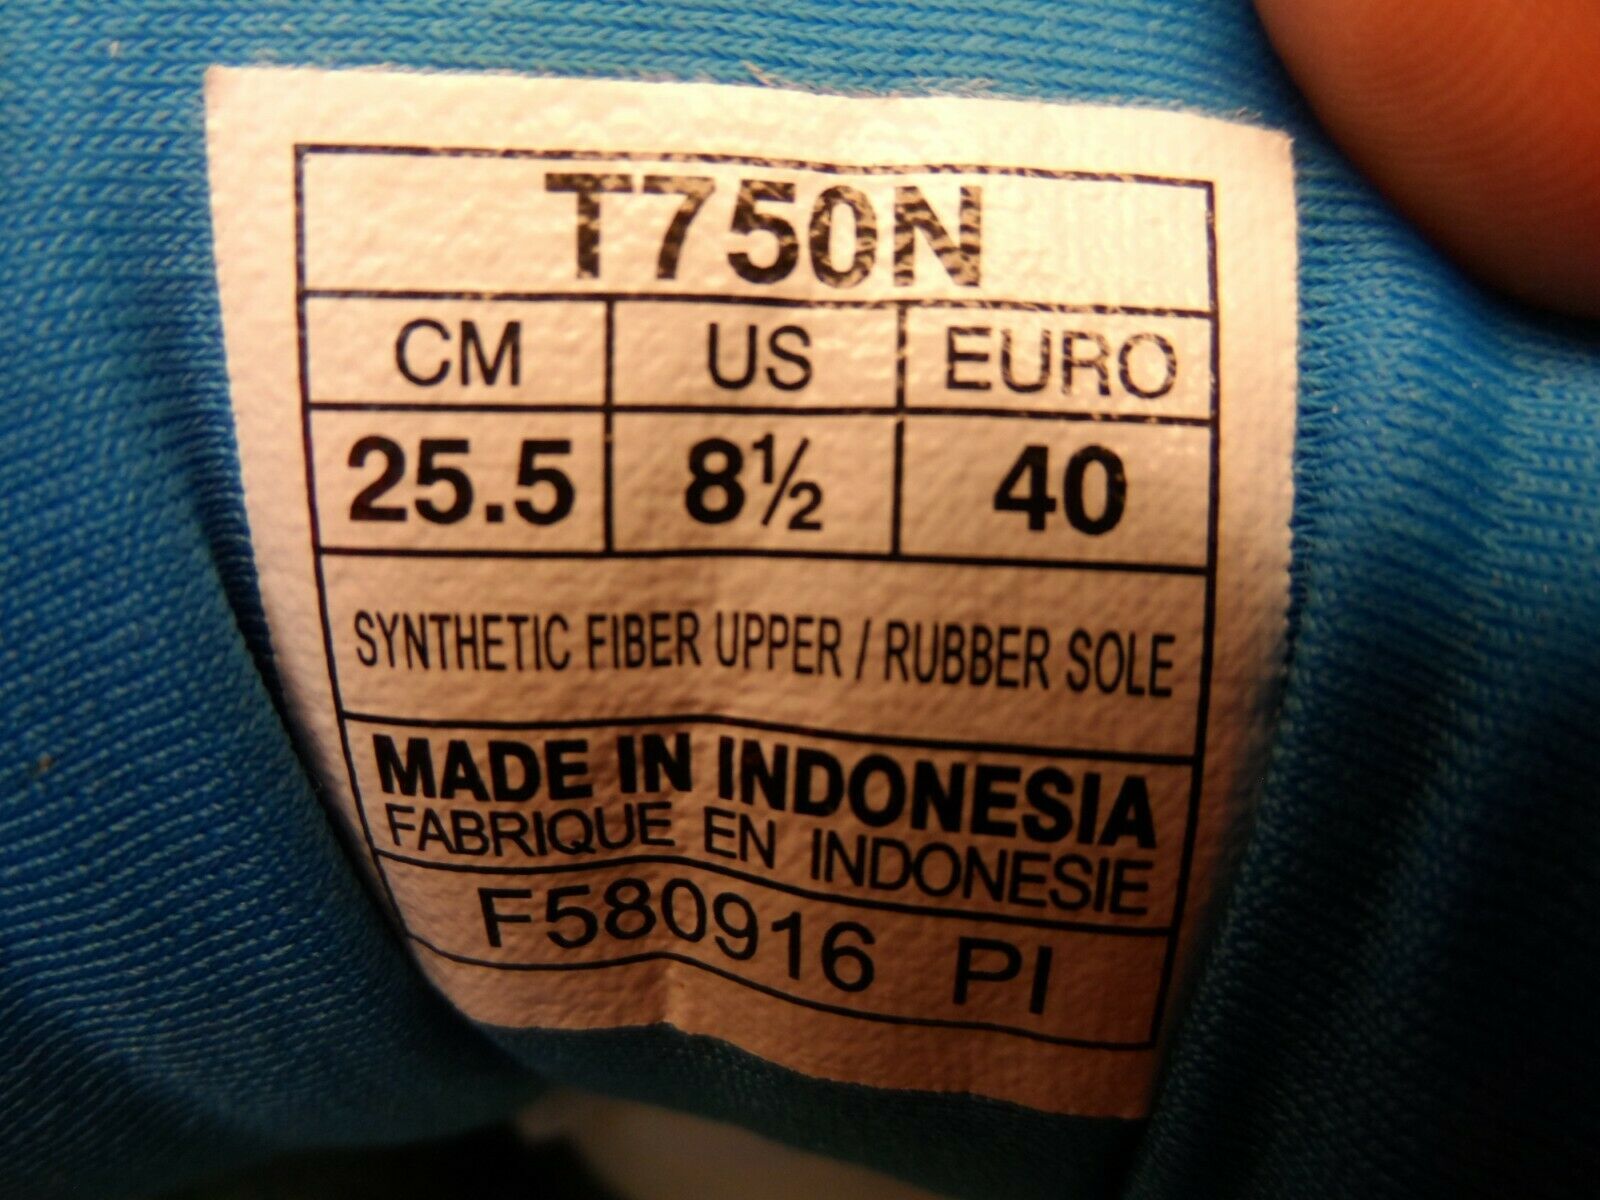 T750N
CM US EURO
25.5 8½ 40
SYNTHETIC FIBER UPPER / RUBBER SOLE
MADE IN INDONESIA
FABRIQUE EN INDONESIE
F580916 PI